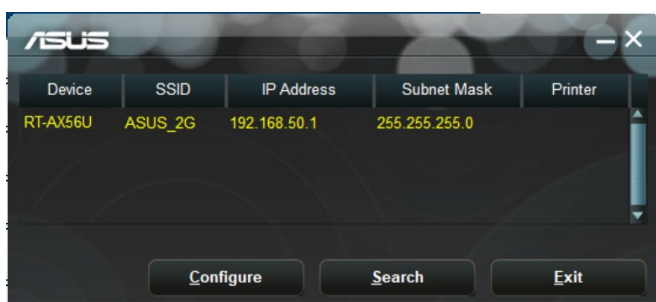 ASUS
Device SSID IP Address Subnet Mask Printer
RT-AX56U ASUS_2G 192.168.50.1 255.255.255.0
Configure Search Exit